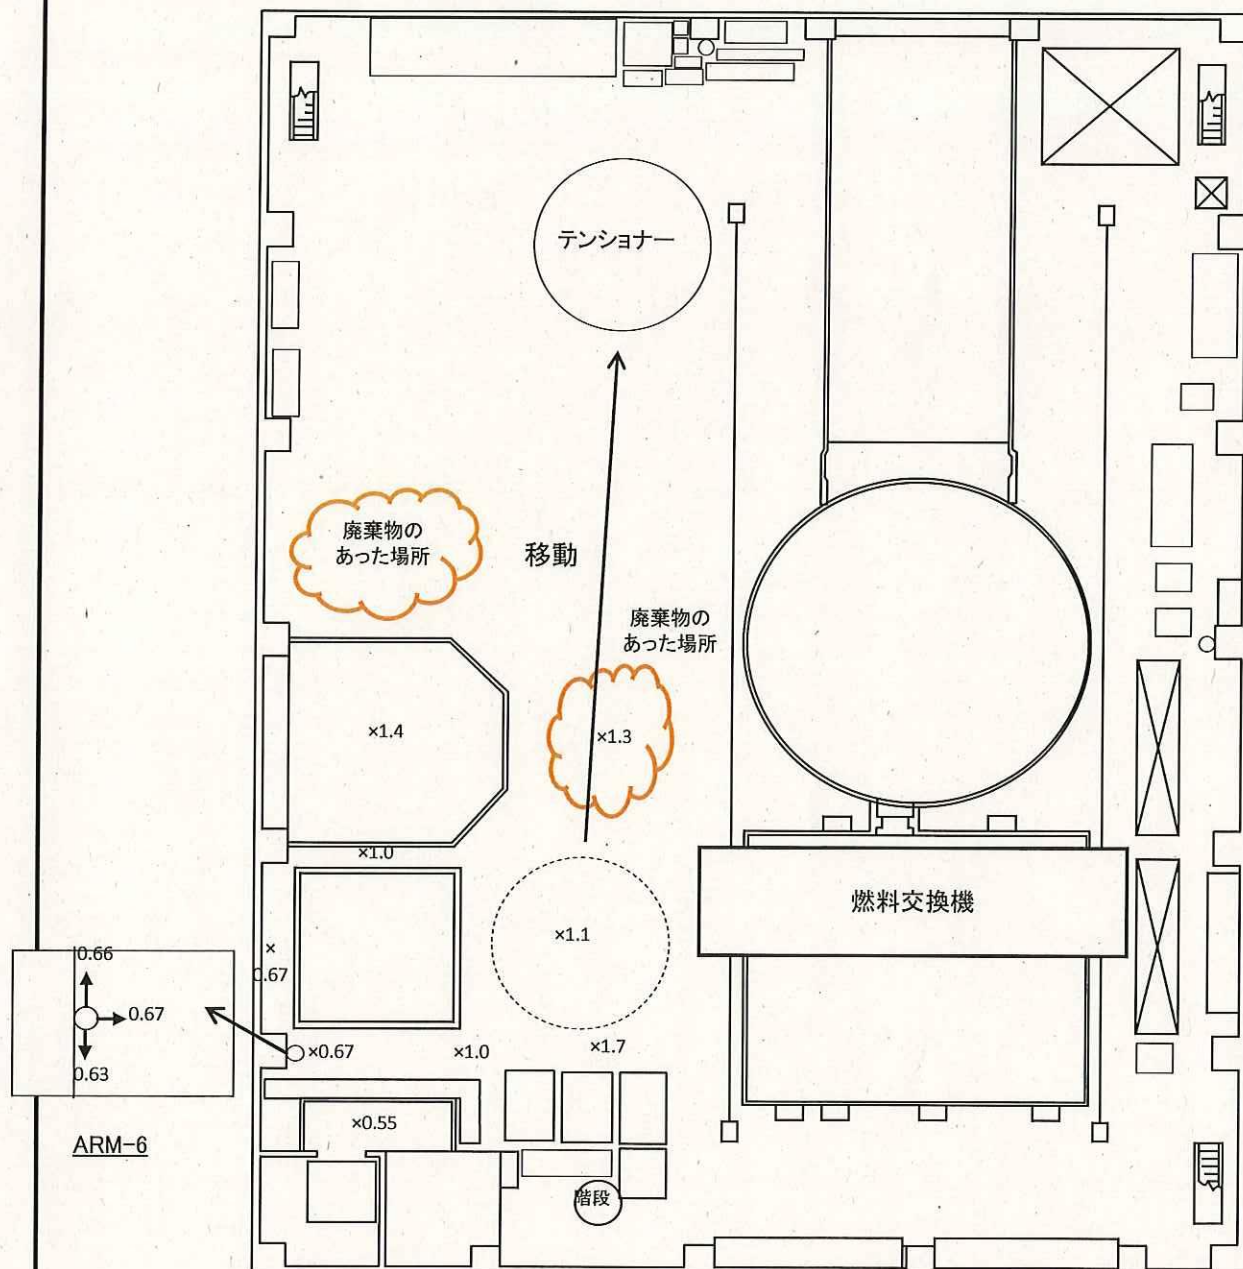 テンショナー
廃棄物の
あった場所
移動
廃棄物の
あった場所
×1.4
×1.3
×1.0
燃料交換機
×1.1
×
0.67
0.66
0.67
0.63
×0.67
×1.0
×1.7
×0.55
ARM-6
階段